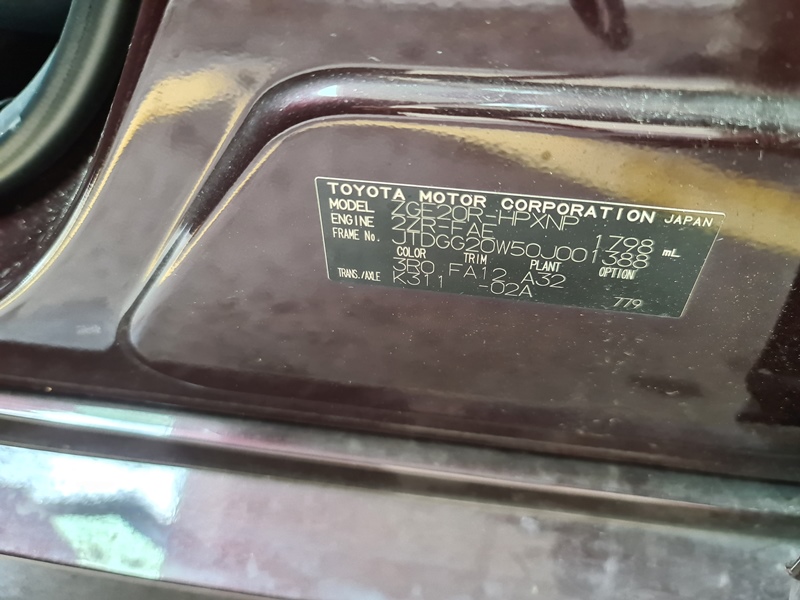 TOYOTA MOTOR CORPORATION JAPAN
MODEL ZGE20R-HPXNP
ENGINE 2ZR-FAE 1798 mL
FRAME No. JTDGG20W50J001388
COLOR TRIM PLANT OPTION
3R0 FA12 A32
TRANS./AXLE K311 -02A
779